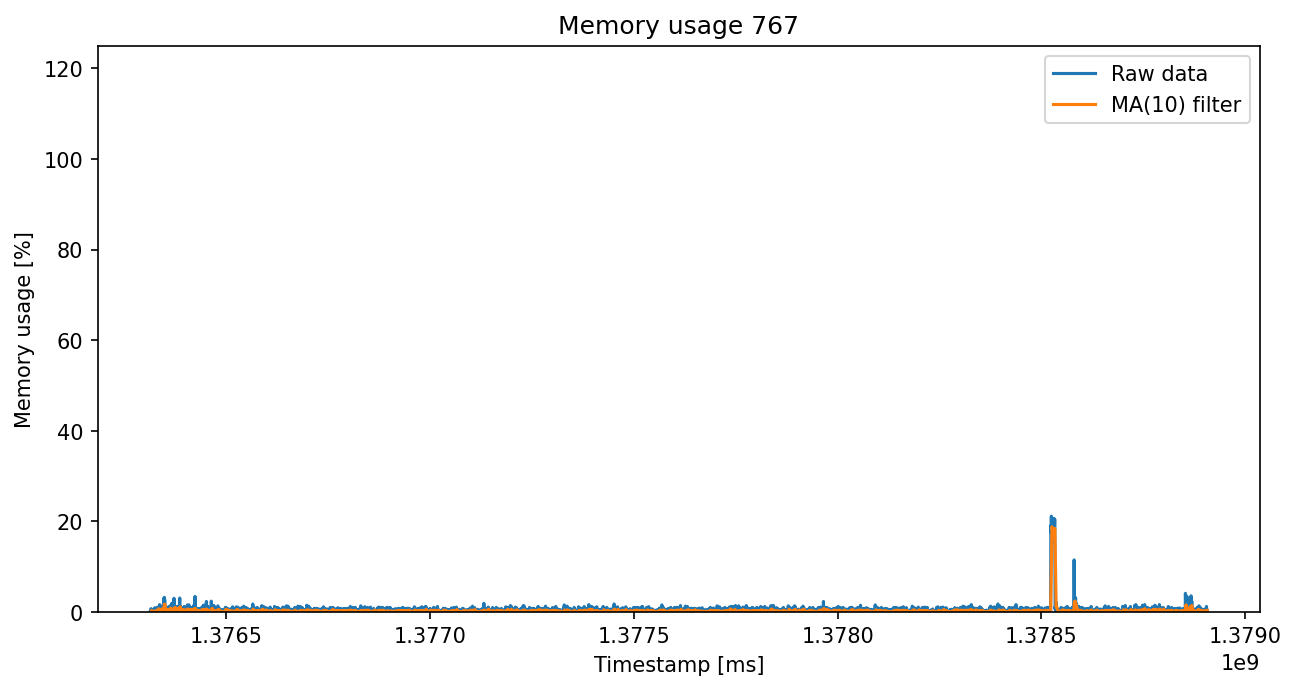 Memory usage 767
Raw data
MA(10) filter
Memory usage [%]
120
100
80
60
40
20
0
1.3765 1.3770 1.3775 1.3780 1.3785 1.3790
Timestamp [ms]
1e9